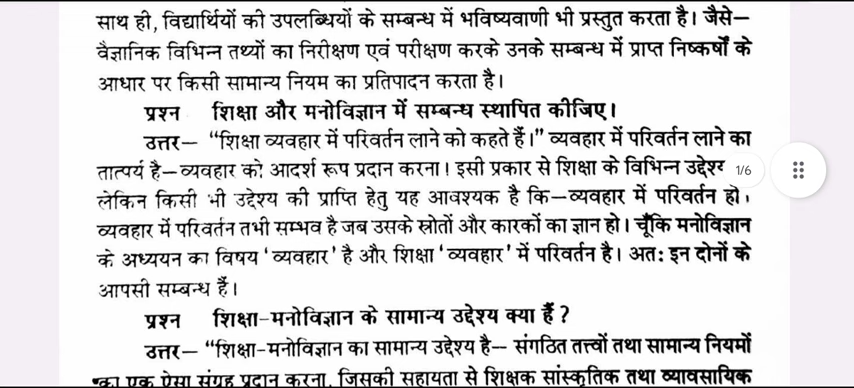 साथ ही, विद्यार्थियों की उपलब्धियों के सम्बन्ध में भविष्यवाणी भी प्रस्तुत करता है। जैसे—
वैज्ञानिक विभिन्न तथ्यों का निरीक्षण एवं परीक्षण करके उनके सम्बन्ध में प्राप्त निष्कर्षों के
आधार पर किसी सामान्य नियम का प्रतिपादन करता है।
प्रश्न शिक्षा और मनोविज्ञान में सम्बन्ध स्थापित कीजिए।
उत्तर— “शिक्षा व्यवहार में परिवर्तन लाने को कहते हैं।” व्यवहार में परिवर्तन लाने का
तात्पर्य है—व्यवहार को आदर्श रूप प्रदान करना। इसी प्रकार से शिक्षा के विभिन्न 1/6
लेकिन किसी भी उद्देश्य की प्राप्ति हेतु यह आवश्यक है कि—व्यवहार में परिवर्तन हो।
व्यवहार में परिवर्तन तभी सम्भव है जब उसके स्रोतों और कारकों का ज्ञान हो। चूँकि मनोविज्ञान
के अध्ययन का विषय ‘व्यवहार’ है और शिक्षा ‘व्यवहार’ में परिवर्तन है। अतः इन दोनों के
आपसी सम्बन्ध हैं।
प्रश्न शिक्षा-मनोविज्ञान के सामान्य उद्देश्य क्या हैं ?
उत्तर— “शिक्षा-मनोविज्ञान का सामान्य उद्देश्य है— संगठित तत्त्वों तथा सामान्य नियमों
का एक ऐसा संग्रह प्रदान करना, जिसकी सहायता से शिक्षक सांस्कृतिक तथा व्यावसायिक